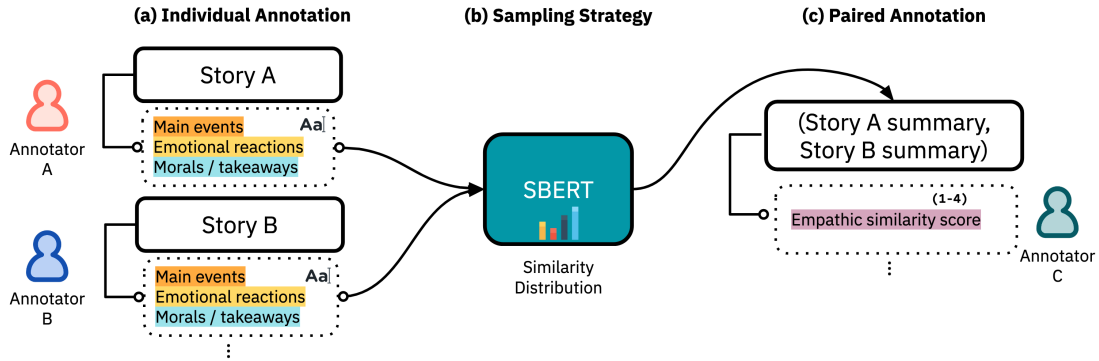 (a) Individual Annotation
Story A
Main events
Aa
Emotional reactions
Morals / takeaways
Annotator
A
Story B
Main events
Aa
Emotional reactions
Morals / takeaways
Annotator
B
(b) Sampling Strategy
SBERT
Similarity
Distribution
(c) Paired Annotation
(Story A summary,
Story B summary)
(1-4)
Empathic similarity score
Annotator
C